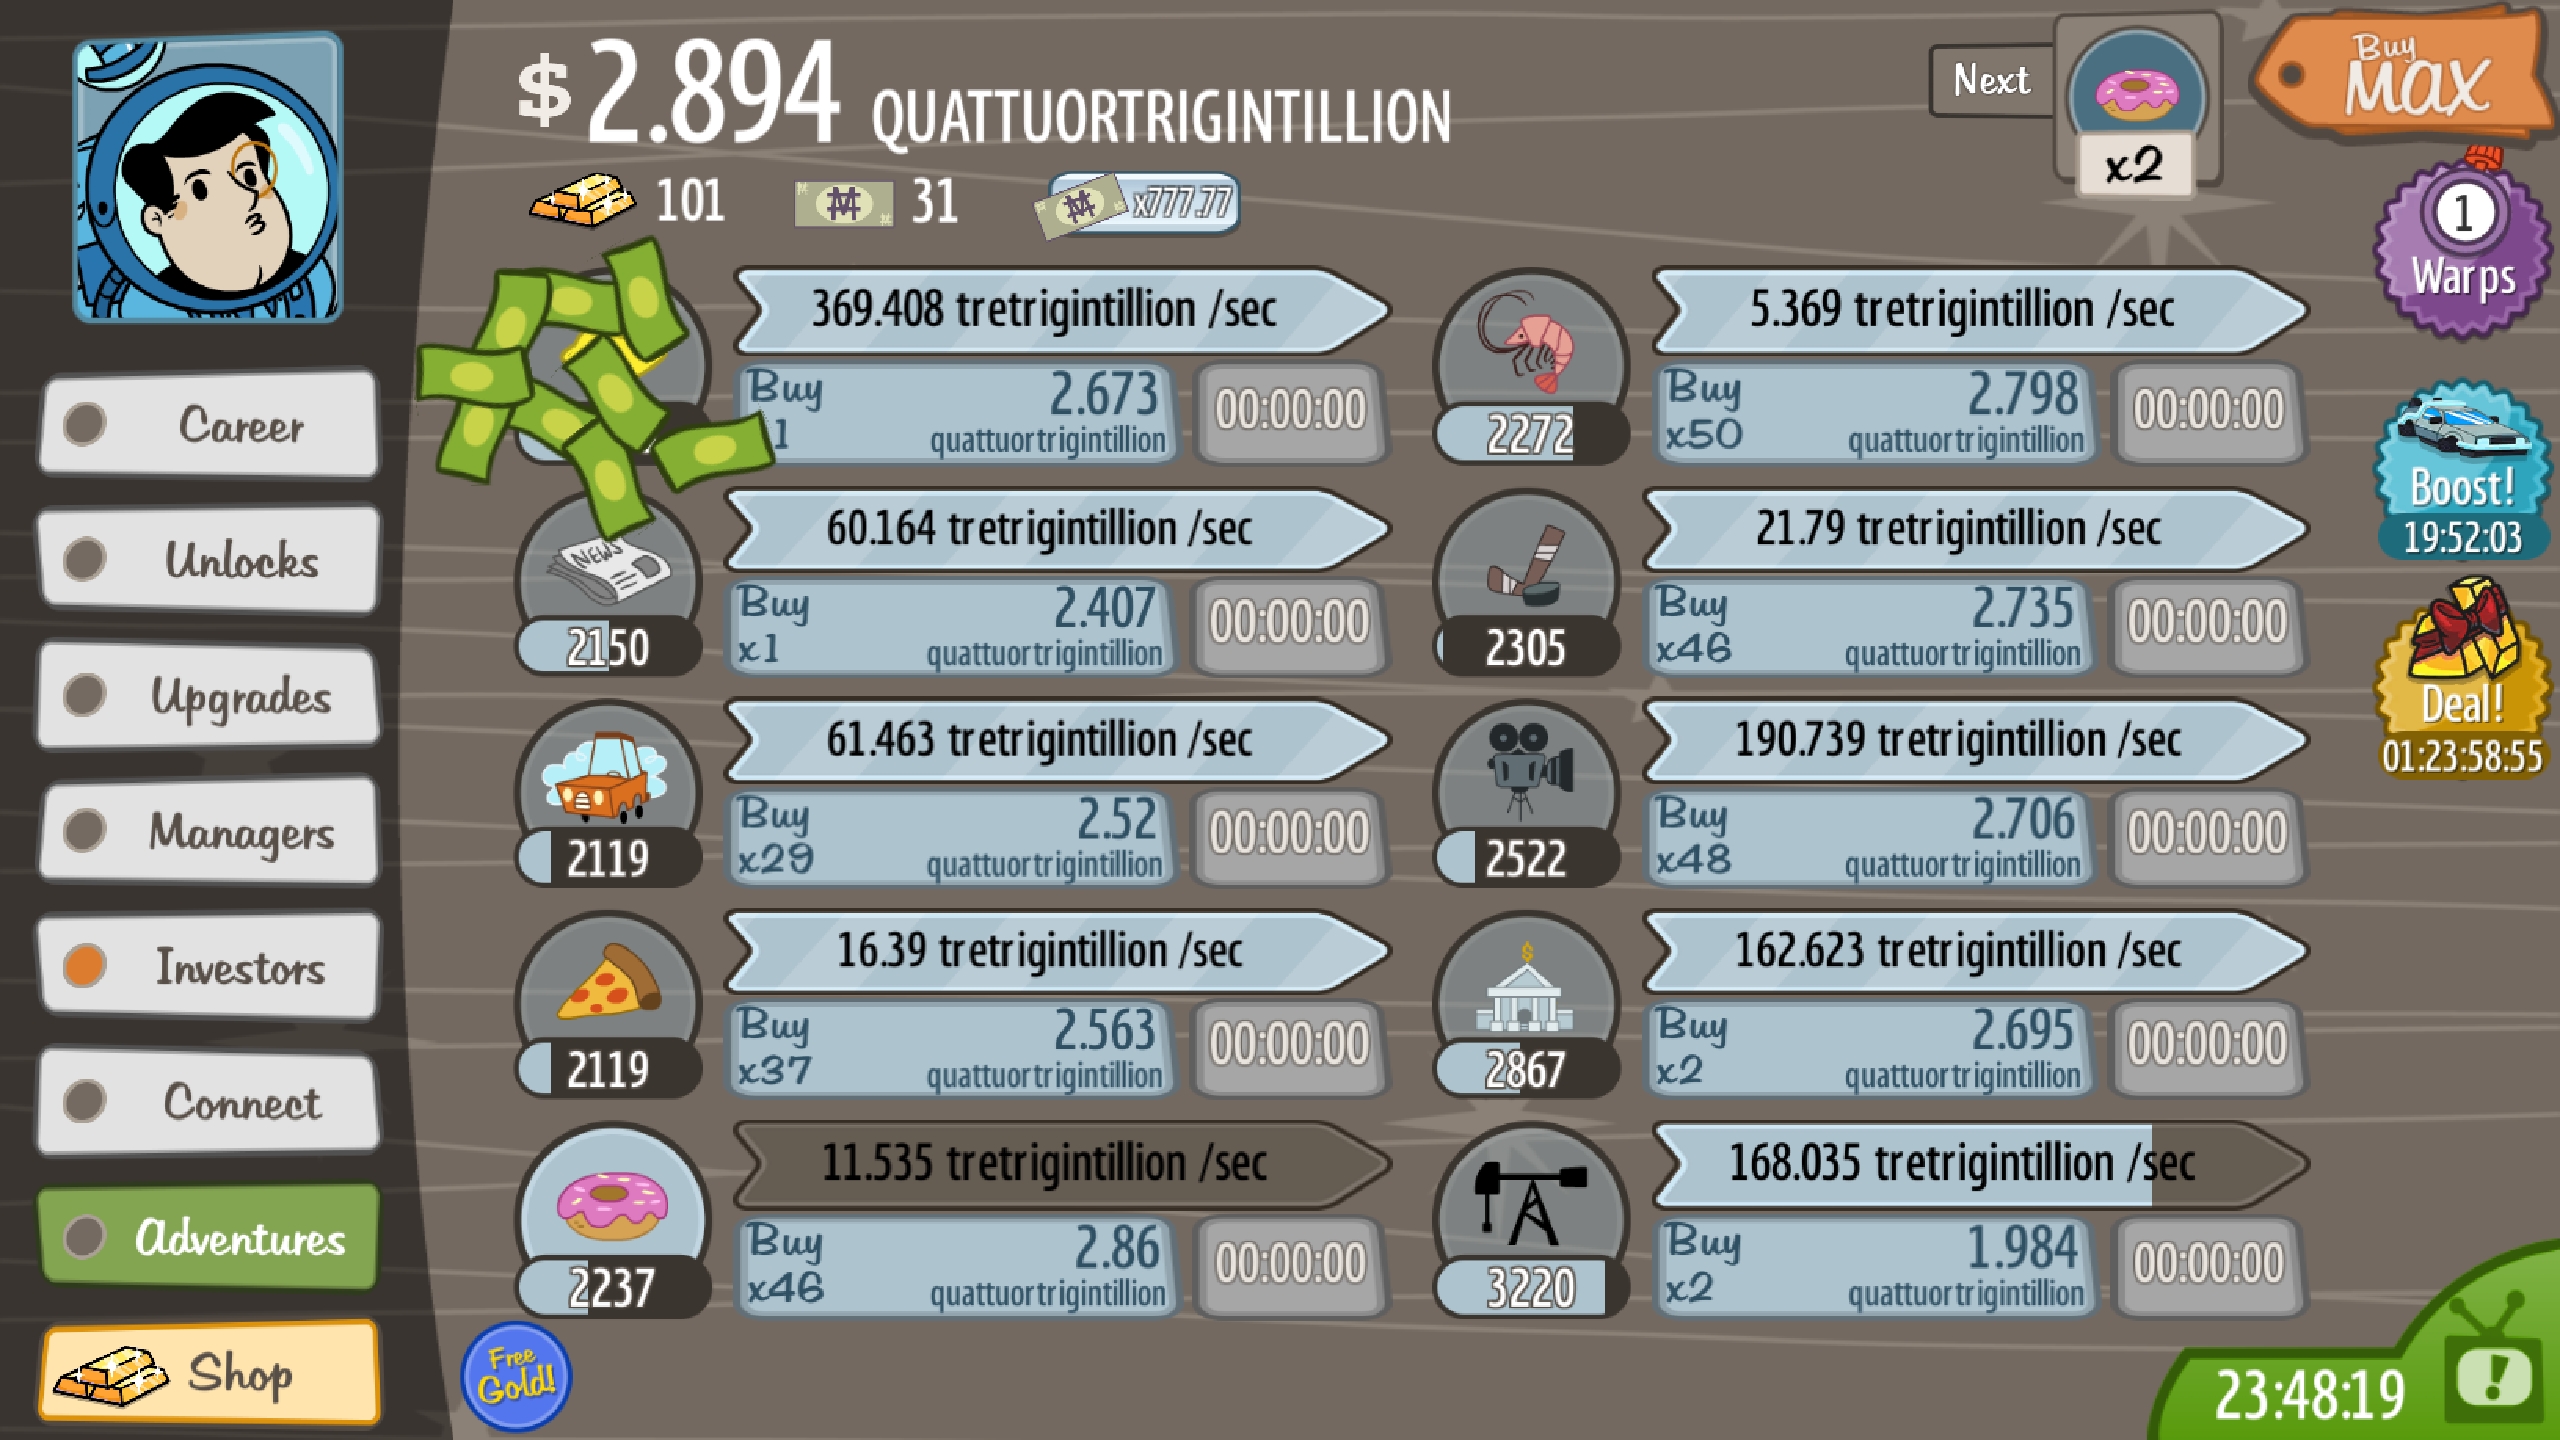 $2.894 QUATTUORTRIGINTILLION
Next
x2
Buy
MAX
101
31
x777.77
1
Warps
Boost!
19:52:03
Deal!
01:23:58:55
Career
Unlocks
Upgrades
Managers
Investors
Connect
Adventures
Shop
369.408 tretrigintillion /sec
Buy 2.673
1 quattuortrigintillion
00:00:00
5.369 tretrigintillion /sec
2272
Buy 2.798
x50 quattuortrigintillion
00:00:00
60.164 tretrigintillion /sec
NEWS
2150
Buy 2.407
x1 quattuortrigintillion
00:00:00
21.79 tretrigintillion /sec
2305
Buy 2.735
x46 quattuortrigintillion
00:00:00
61.463 tretrigintillion /sec
2119
Buy 2.52
x29 quattuortrigintillion
00:00:00
190.739 tretrigintillion /sec
2522
Buy 2.706
x48 quattuortrigintillion
00:00:00
16.39 tretrigintillion /sec
2119
Buy 2.563
x37 quattuortrigintillion
00:00:00
162.623 tretrigintillion /sec
$
2867
Buy 2.695
x2 quattuortrigintillion
00:00:00
11.535 tretrigintillion /sec
2237
Buy 2.86
x46 quattuortrigintillion
00:00:00
168.035 tretrigintillion /sec
3220
Buy 1.984
x2 quattuortrigintillion
00:00:00
Free
Gold!
23:48:19
!